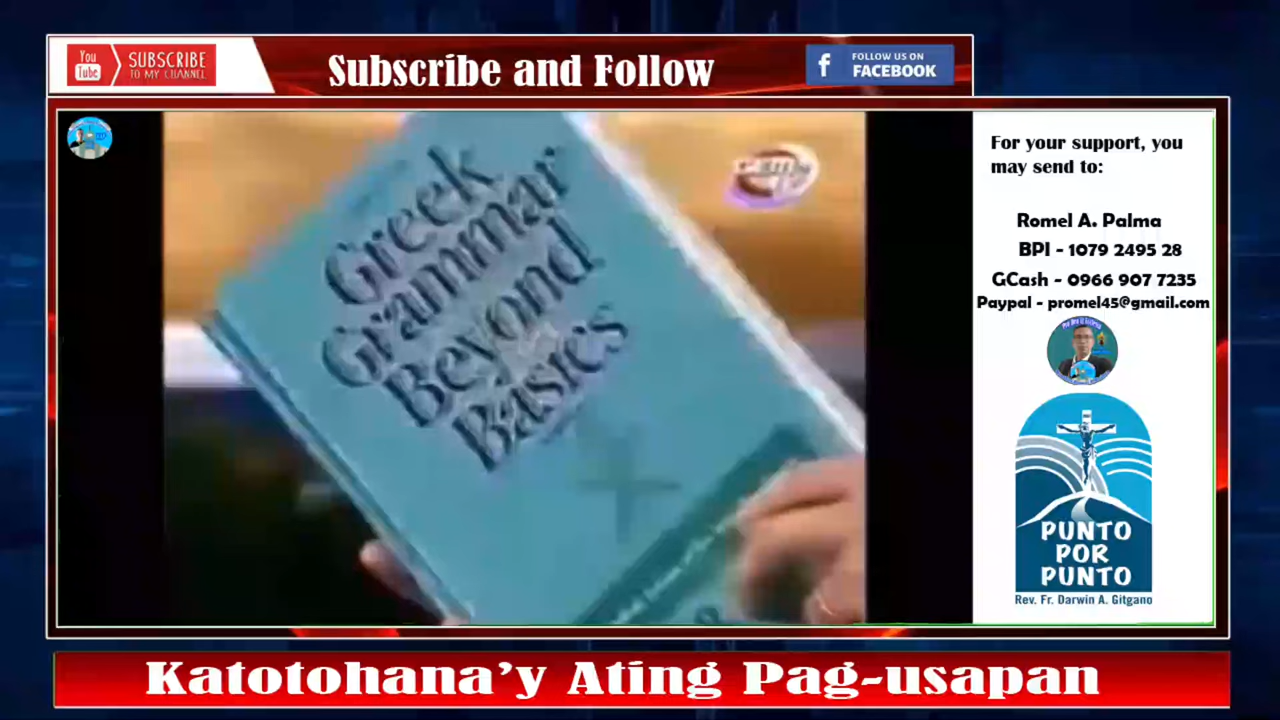 You
Tube
SUBSCRIBE
TO MY CHANNEL
Subscribe and Follow
f
FOLLOW US ON
FACEBOOK
Greek
Grammar
Beyond
Basics
For your support, you
may send to:
Romel A. Palma
BPI - 1079 2495 28
GCash - 0966 907 7235
Paypal - promel45@gmail.com
PUNTO
POR
PUNTO
Rev. Fr. Darwin A. Gitgano
Katotohana'y Ating Pag-usapan